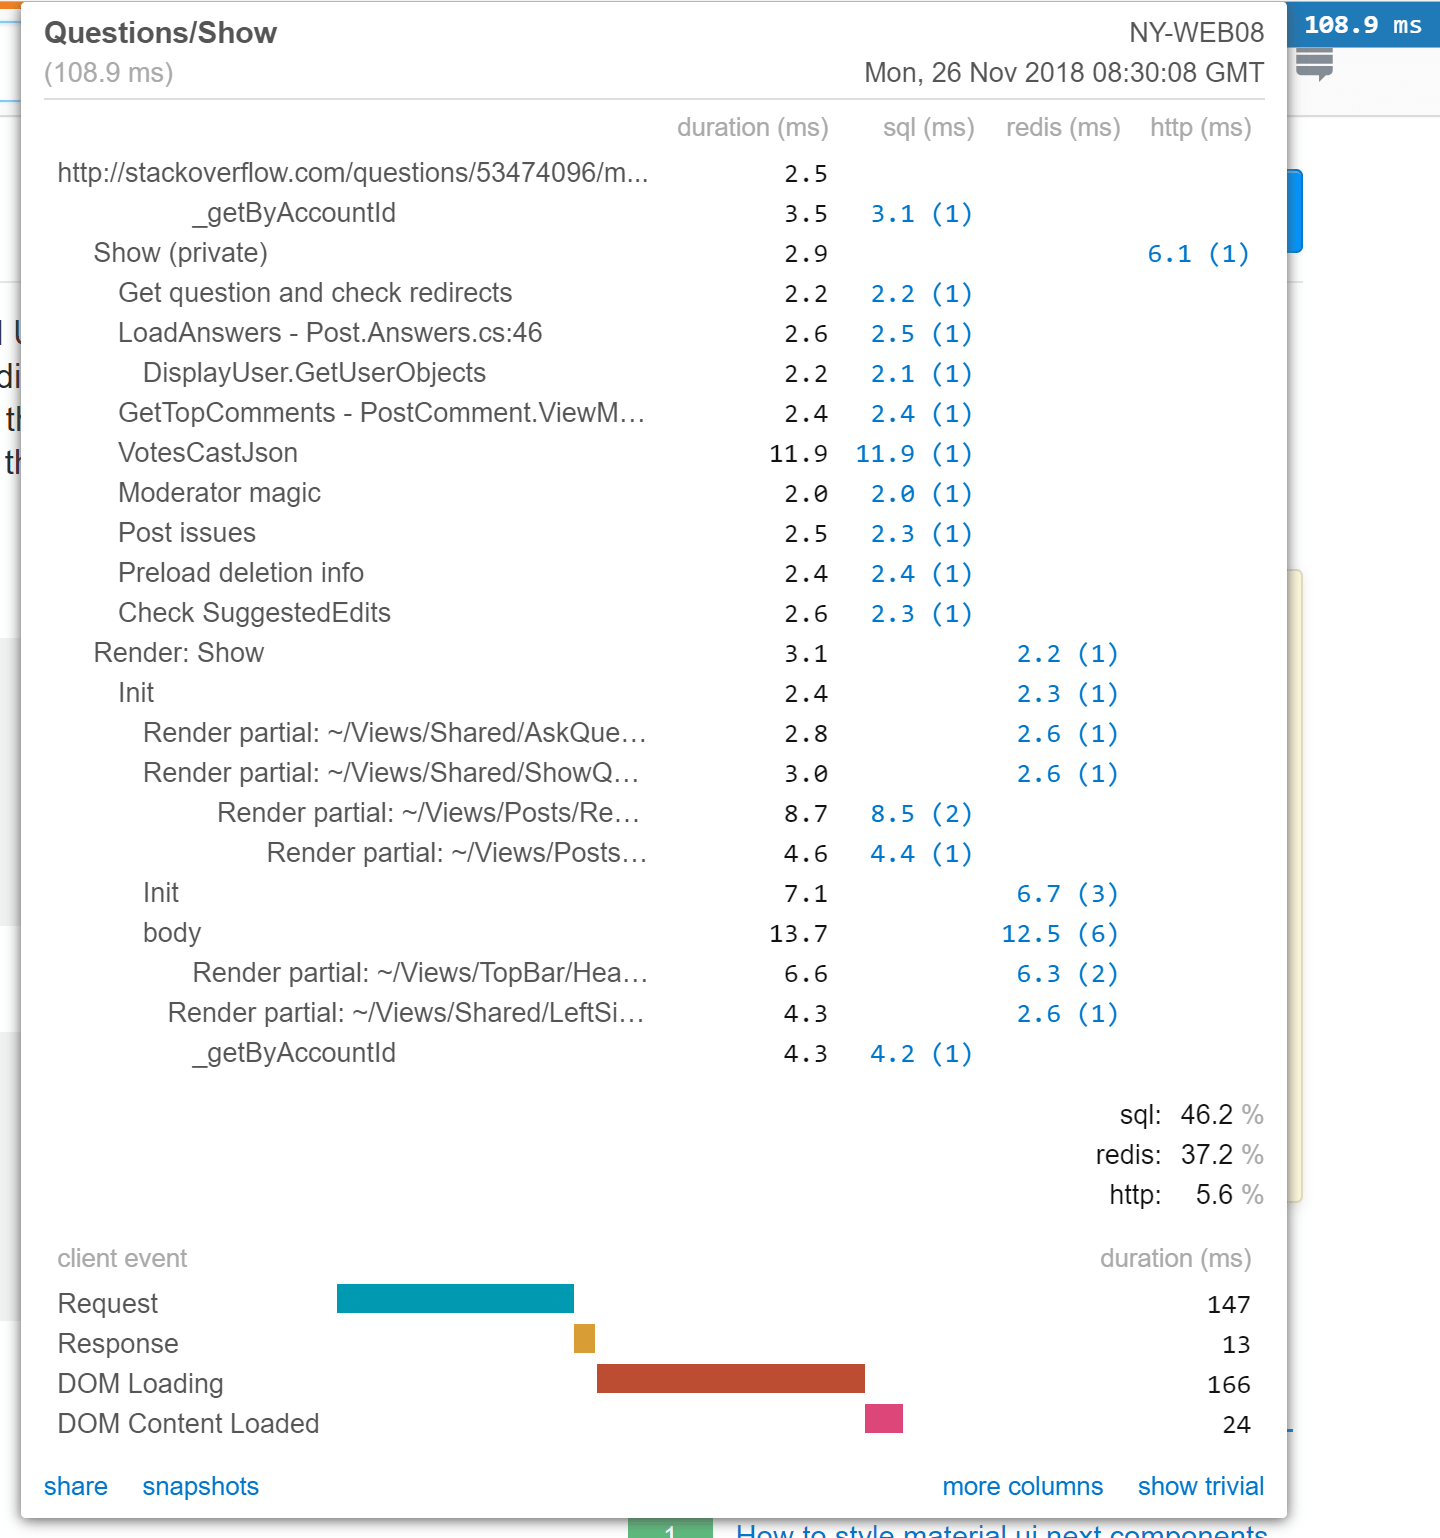 Questions/Show NY-WEB08 108.9 ms
(108.9 ms) Mon, 26 Nov 2018 08:30:08 GMT
duration (ms) sql (ms) redis (ms) http (ms)
http://stackoverflow.com/questions/53474096/m... 2.5
_getByAccountId 3.5 3.1 (1)
Show (private) 2.9 6.1 (1)
Get question and check redirects 2.2 2.2 (1)
LoadAnswers - Post.Answers.cs:46 2.6 2.5 (1)
DisplayUser.GetUserObjects 2.2 2.1 (1)
GetTopComments - PostComment.ViewM... 2.4 2.4 (1)
VotesCastJson 11.9 11.9 (1)
Moderator magic 2.0 2.0 (1)
Post issues 2.5 2.3 (1)
Preload deletion info 2.4 2.4 (1)
Check SuggestedEdits 2.6 2.3 (1)
Render: Show 3.1 2.2 (1)
Init 2.4 2.3 (1)
Render partial: ~/Views/Shared/AskQue... 2.8 2.6 (1)
Render partial: ~/Views/Shared/ShowQ... 3.0 2.6 (1)
Render partial: ~/Views/Posts/Re... 8.7 8.5 (2)
Render partial: ~/Views/Posts... 4.6 4.4 (1)
Init 7.1 6.7 (3)
body 13.7 12.5 (6)
Render partial: ~/Views/TopBar/Hea... 6.6 6.3 (2)
Render partial: ~/Views/Shared/LeftSi... 4.3 2.6 (1)
_getByAccountId 4.3 4.2 (1)
sql: 46.2 %
redis: 37.2 %
http: 5.6 %
client event duration (ms)
Request 147
Response 13
DOM Loading 166
DOM Content Loaded 24
share snapshots more columns show trivial
1 How to style material ui next components